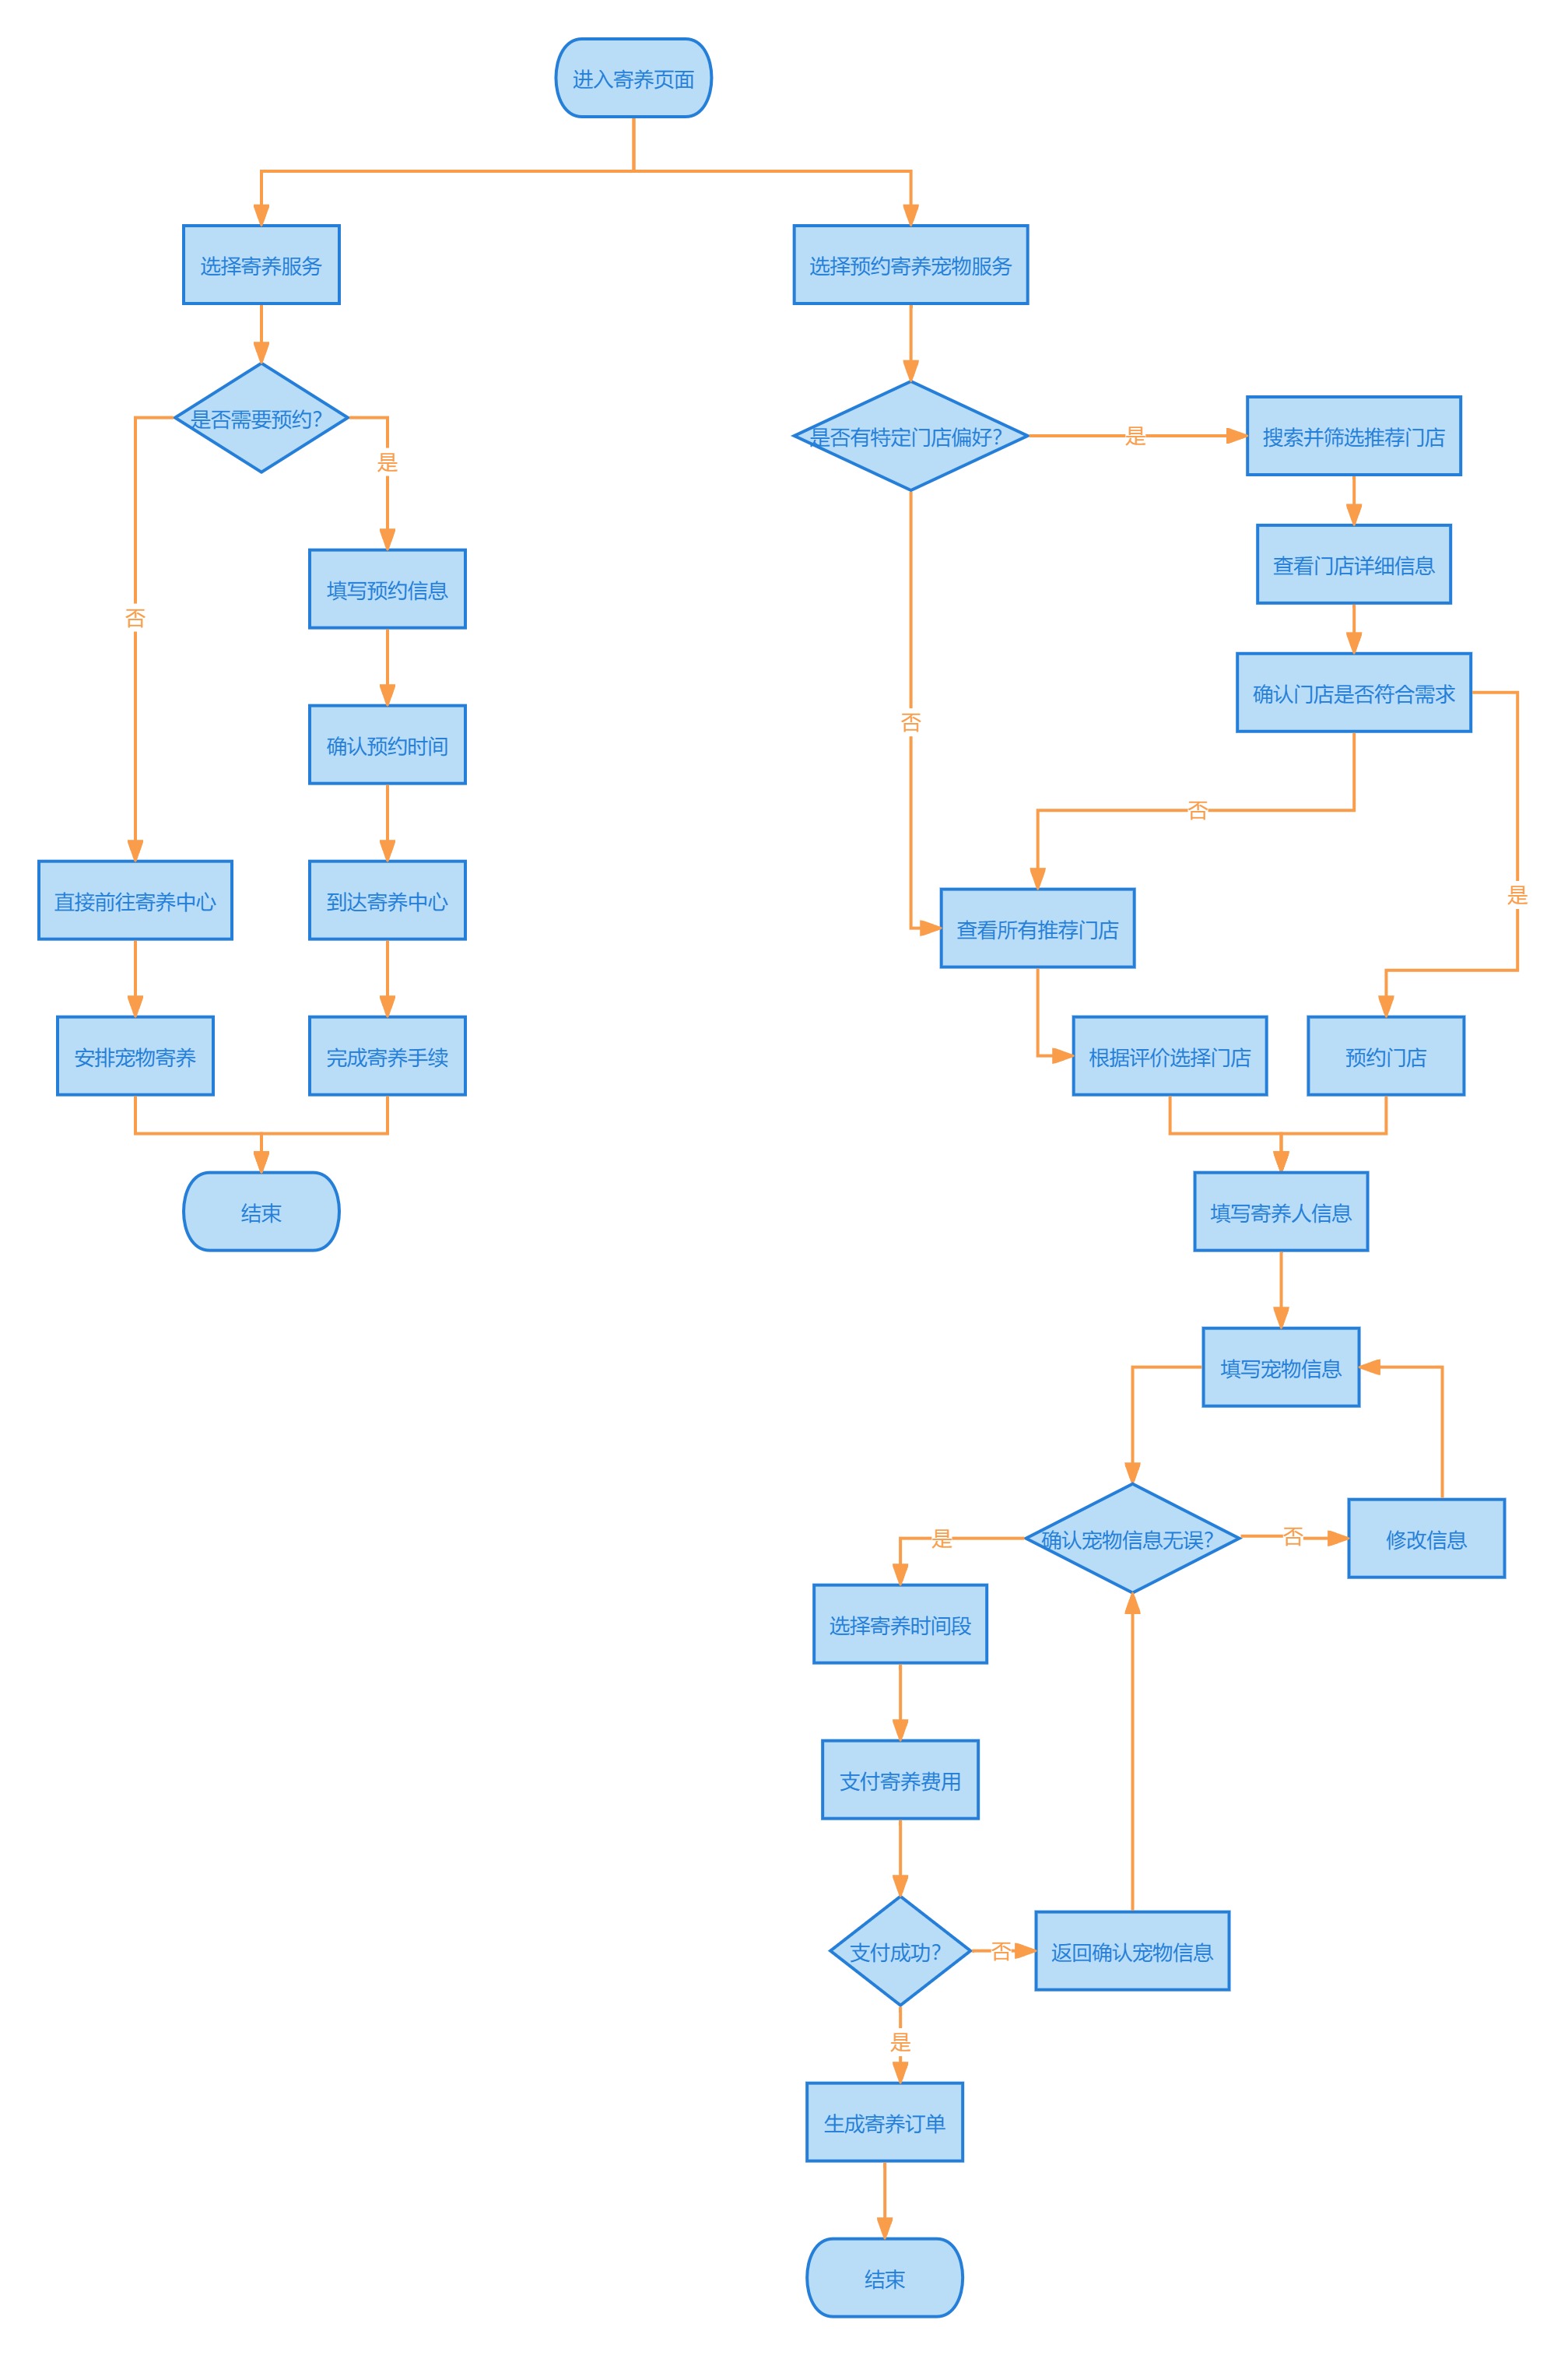 进入寄养页面
选择寄养服务
选择预约寄养宠物服务
是否需要预约?
是否有特定门店偏好?
是
搜索并筛选推荐门店
是
查看门店详细信息
填写预约信息
否
确认门店是否符合需求
否
确认预约时间
否
是
直接前往寄养中心
到达寄养中心
查看所有推荐门店
安排宠物寄养
完成寄养手续
根据评价选择门店
预约门店
结束
填写寄养人信息
填写宠物信息
是
确认宠物信息无误?
否
修改信息
选择寄养时间段
支付寄养费用
支付成功?
否
返回确认宠物信息
是
生成寄养订单
结束